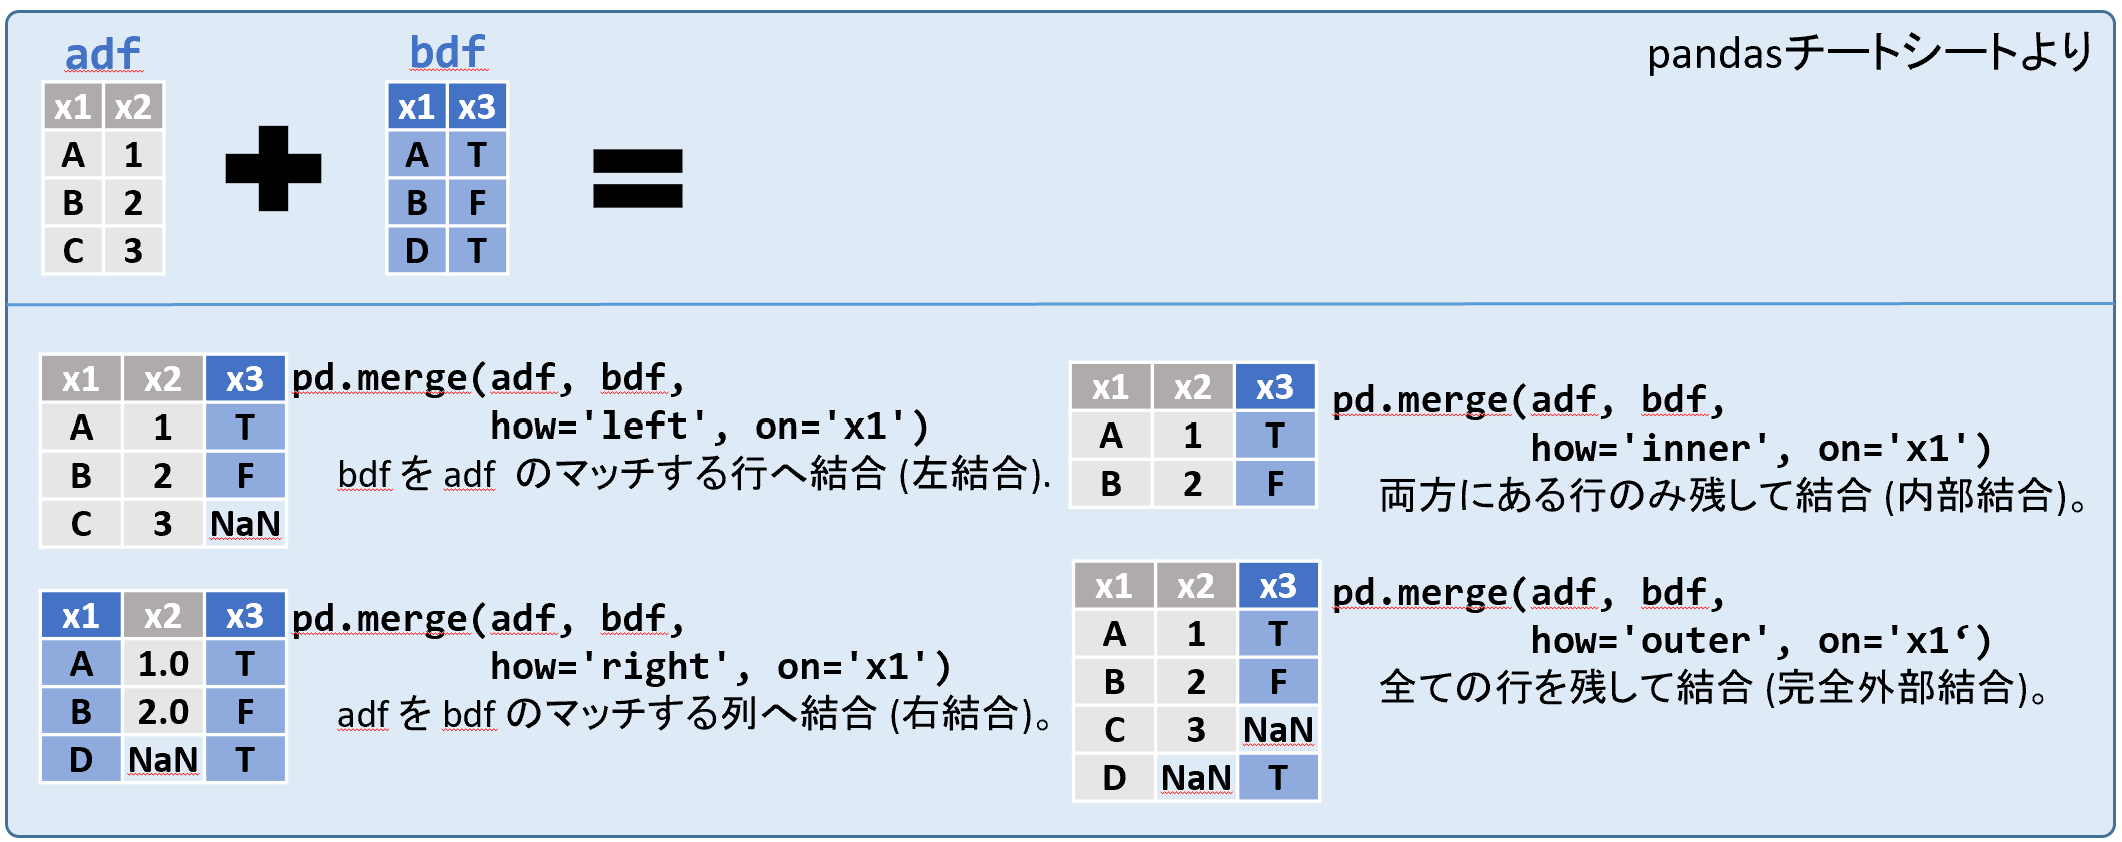 adf
bdf
pandasチートシートより
x1 x2
A 1
B 2
C 3
x1 x3
A T
B F
D T
x1 x2 x3
A 1 T
B 2 F
C 3 NaN
pd.merge(adf, bdf,
how='left', on='x1')
bdf を adf のマッチする行へ結合 (左結合).
x1 x2 x3
A 1.0 T
B 2.0 F
D NaN T
pd.merge(adf, bdf,
how='right', on='x1')
adf を bdf のマッチする列へ結合 (右結合)。
x1 x2 x3
A 1 T
B 2 F
pd.merge(adf, bdf,
how='inner', on='x1')
両方にある行のみ残して結合 (内部結合)。
x1 x2 x3
A 1 T
B 2 F
C 3 NaN
D NaN T
pd.merge(adf, bdf,
how='outer', on='x1‘)
全ての行を残して結合 (完全外部結合)。